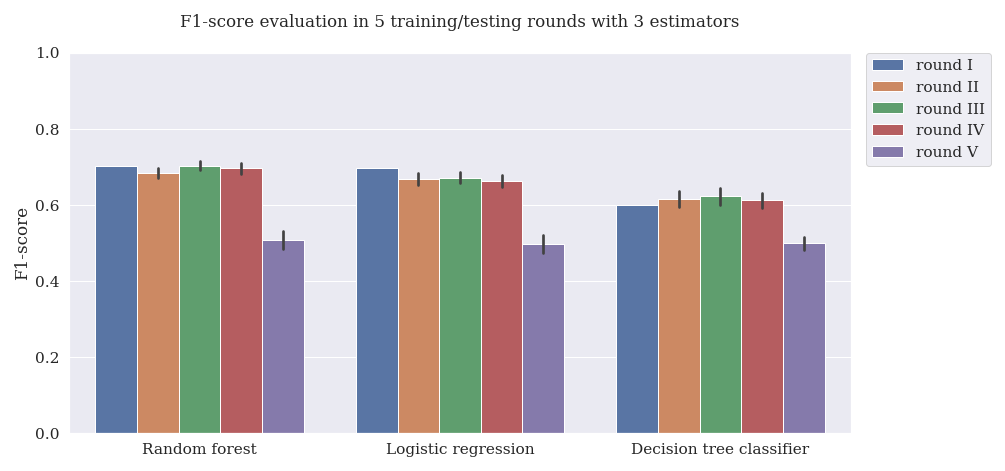 F1-score evaluation in 5 training/testing rounds with 3 estimators
1.0
0.8
0.6
0.4
0.2
0.0
F1-score
Random forest
Logistic regression
Decision tree classifier
round I
round II
round III
round IV
round V